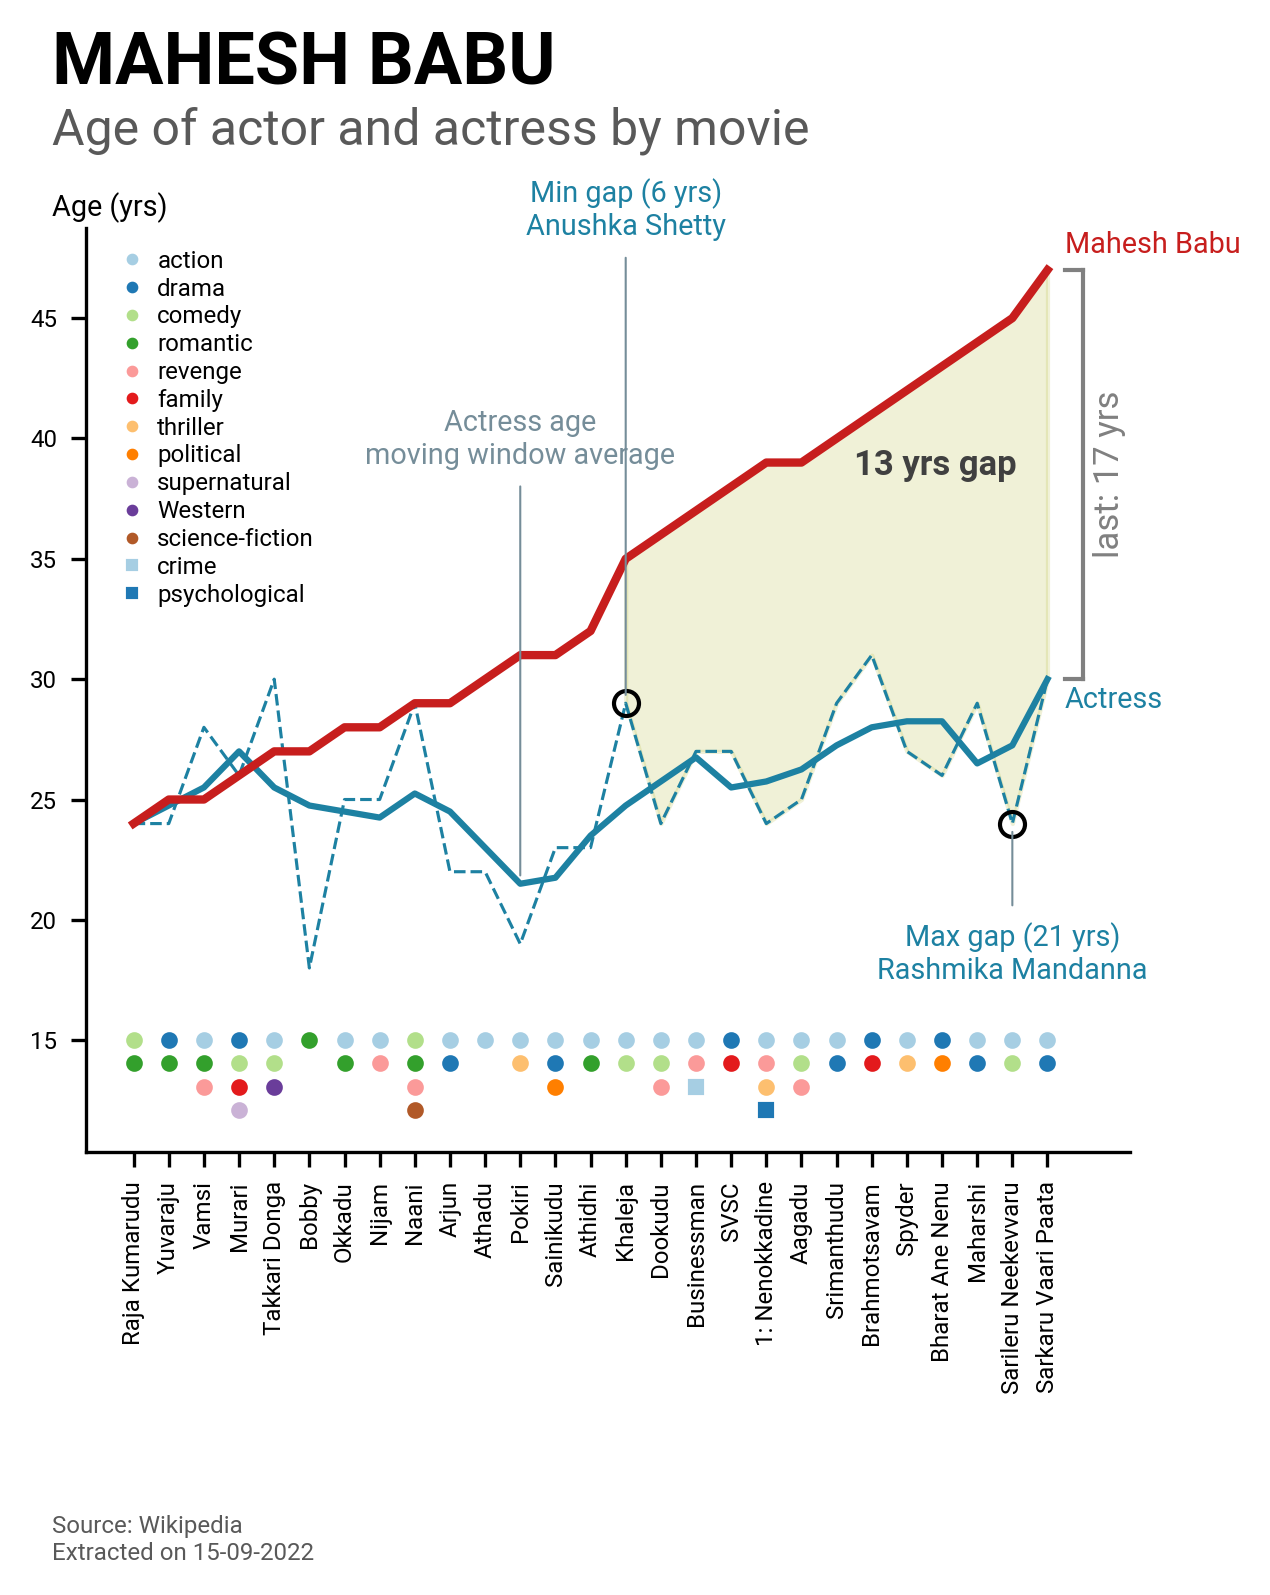 MAHESH BABU
Age of actor and actress by movie
Min gap (6 yrs)
Anushka Shetty
Age (yrs)
Mahesh Babu
action
drama
comedy
romantic
revenge
family
thriller
political
supernatural
Western
science-fiction
crime
psychological
45
40
35
30
25
20
15
Actress age
moving window average
13 yrs gap
last: 17 yrs
Actress
Max gap (21 yrs)
Rashmika Mandanna
Raja Kumarudu
Yuvaraju
Vamsi
Murari
Takkari Donga
Bobby
Okkadu
Nijam
Naani
Arjun
Athadu
Pokiri
Sainikudu
Athidhi
Khaleja
Dookudu
Businessman
SVSC
1: Nenokkadine
Aagadu
Srimanthudu
Brahmotsavam
Spyder
Bharat Ane Nenu
Maharshi
Sarileru Neekevvaru
Sarkaru Vaari Paata
Source: Wikipedia
Extracted on 15-09-2022